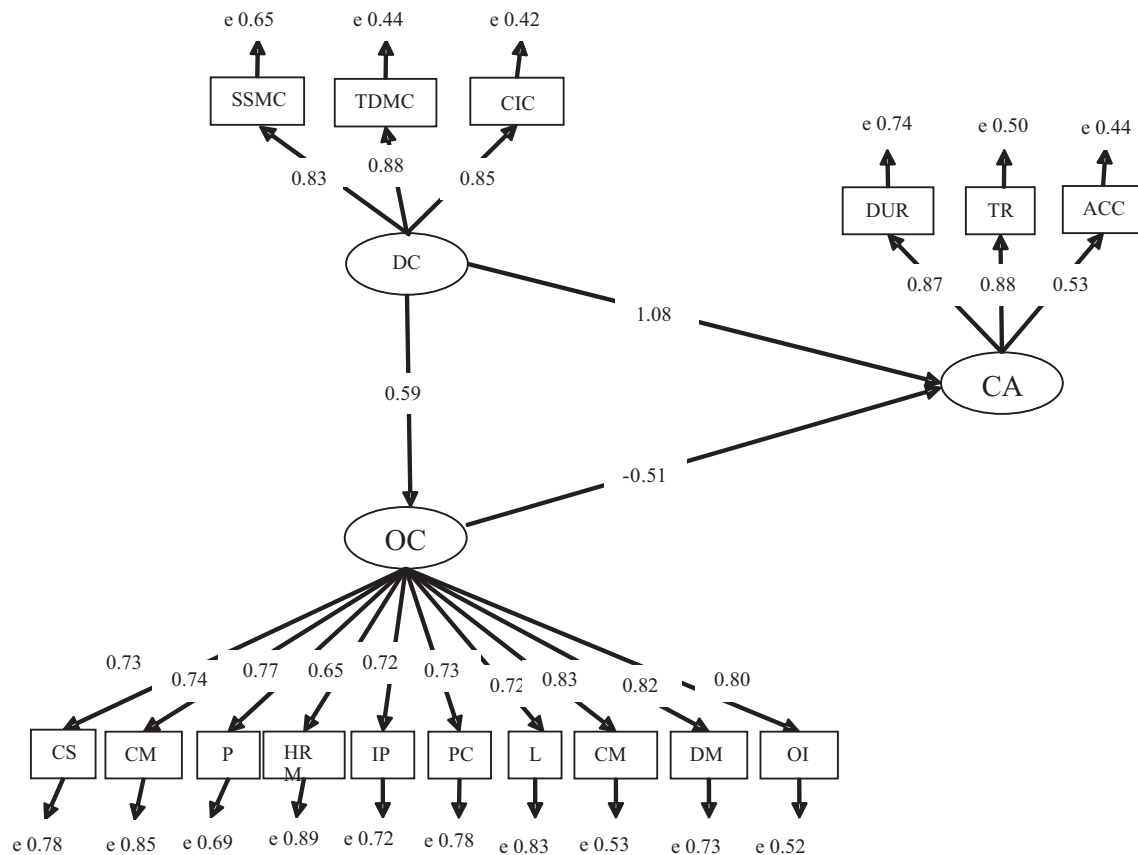 e 0.65 e 0.44 e 0.42
SSMC TDMC CIC
e 0.74 e 0.50 e 0.44
0.83 0.88 0.85
DUR TR ACC
DC
0.87 0.88 0.53
1.08
0.59
CA
-0.51
OC
0.73 0.74 0.77 0.65 0.72 0.73 0.72 0.83 0.82 0.80
CS CM P HR IP PC L CM DM OI
M
e 0.78 e 0.85 e 0.69 e 0.89 e 0.72 e 0.78 e 0.83 e 0.53 e 0.73 e 0.52